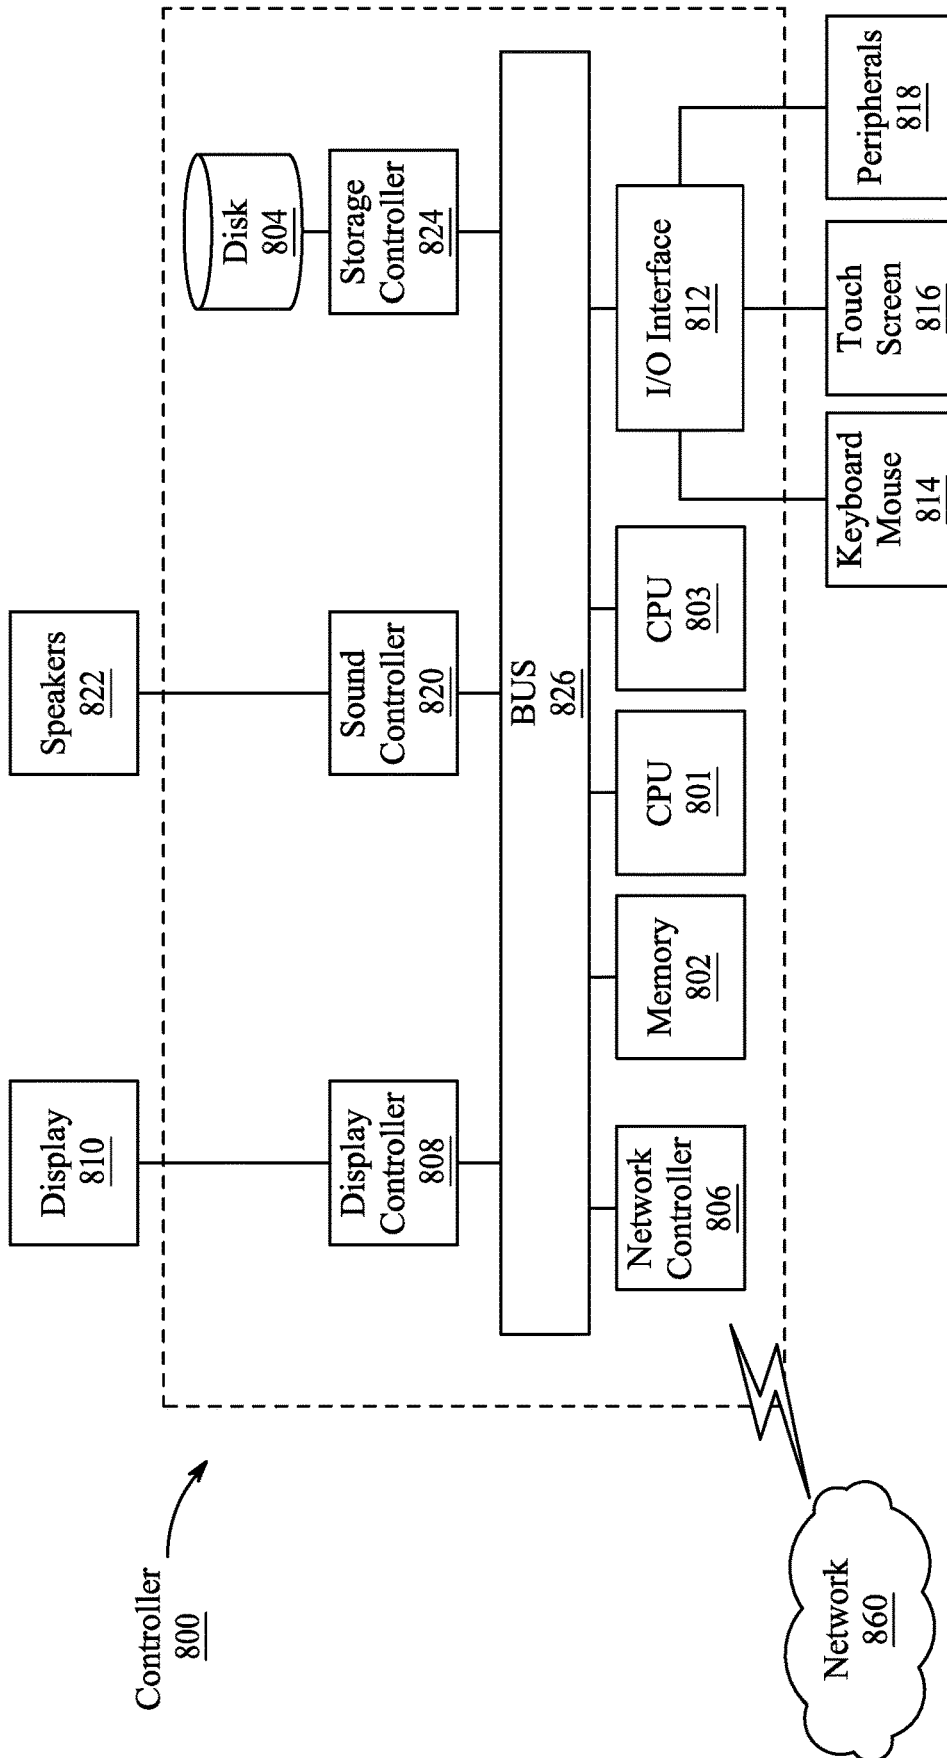 Controller
800
Display
810
Speakers
822
Disk
804
Display
Controller
808
Sound
Controller
820
Storage
Controller
824
BUS
826
Network
Controller
806
Memory
802
CPU
801
CPU
803
I/O Interface
812
Network
860
Keyboard
Mouse
814
Touch
Screen
816
Peripherals
818